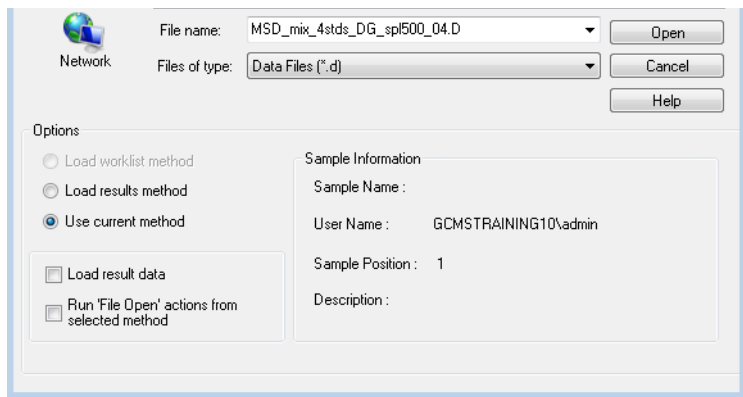 File name: MSD_mix_4stds_DG_spl500_04.D Open
Network Files of type: Data Files (*.d) Cancel
Help
Options
Load worklist method
Load results method
Use current method
Load result data
Run 'File Open' actions from
selected method
Sample Information
Sample Name :
User Name : GCMSTRAINING10\admin
Sample Position : 1
Description :